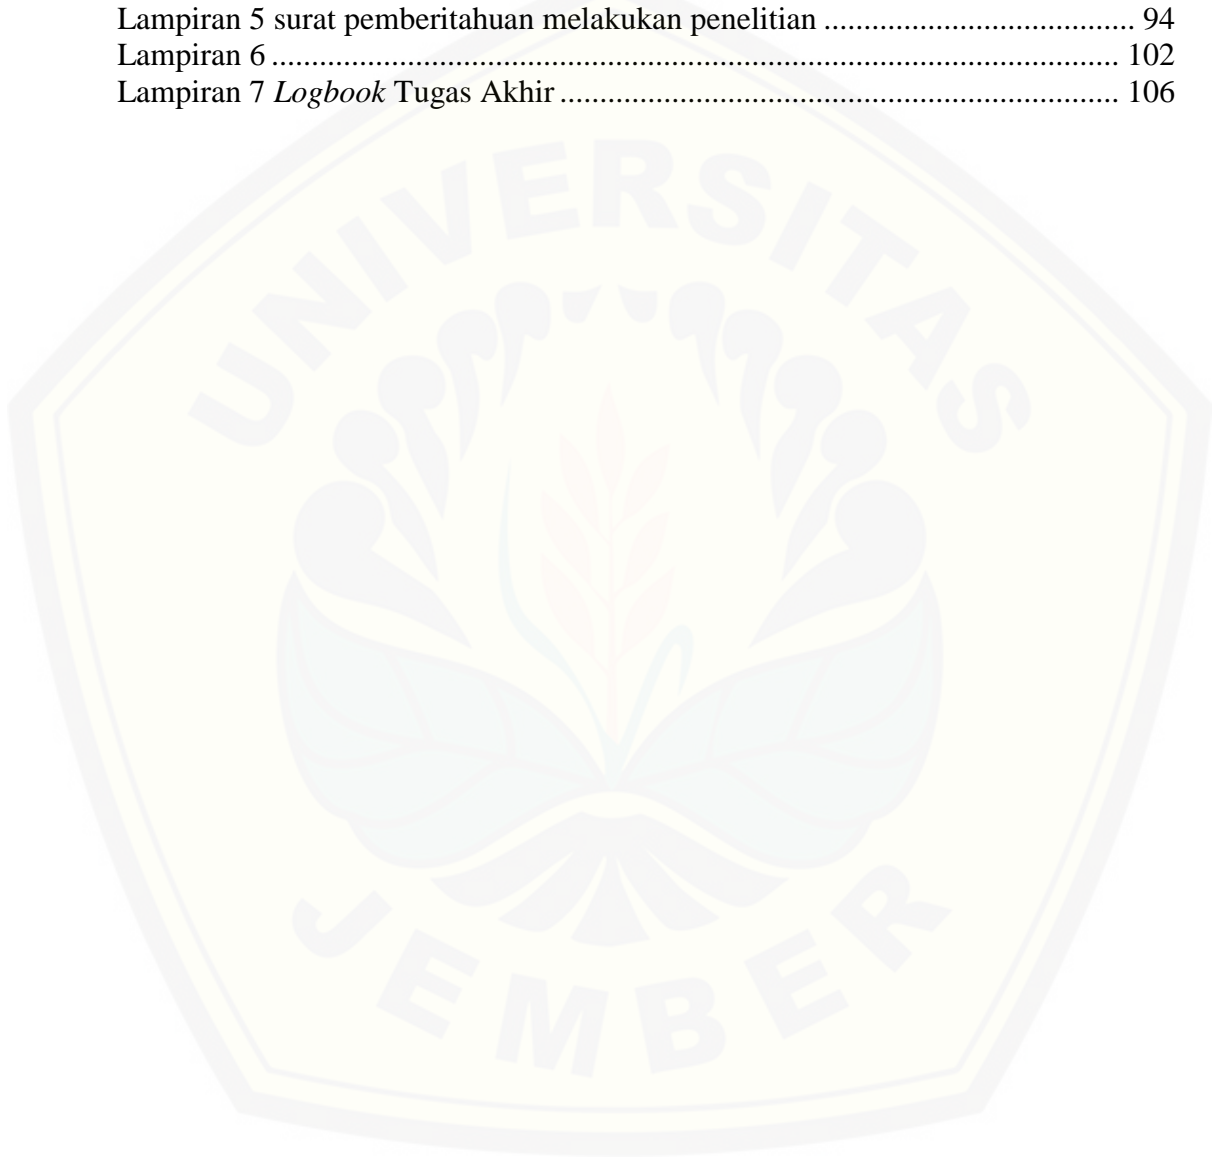 Lampiran 5 surat pemberitahuan melakukan penelitian ................................. 94
Lampiran 6 ........................................................................................................... 102
Lampiran 7 Logbook Tugas Akhir ...................................................................... 106
UNIVERSITAS
JEMBER